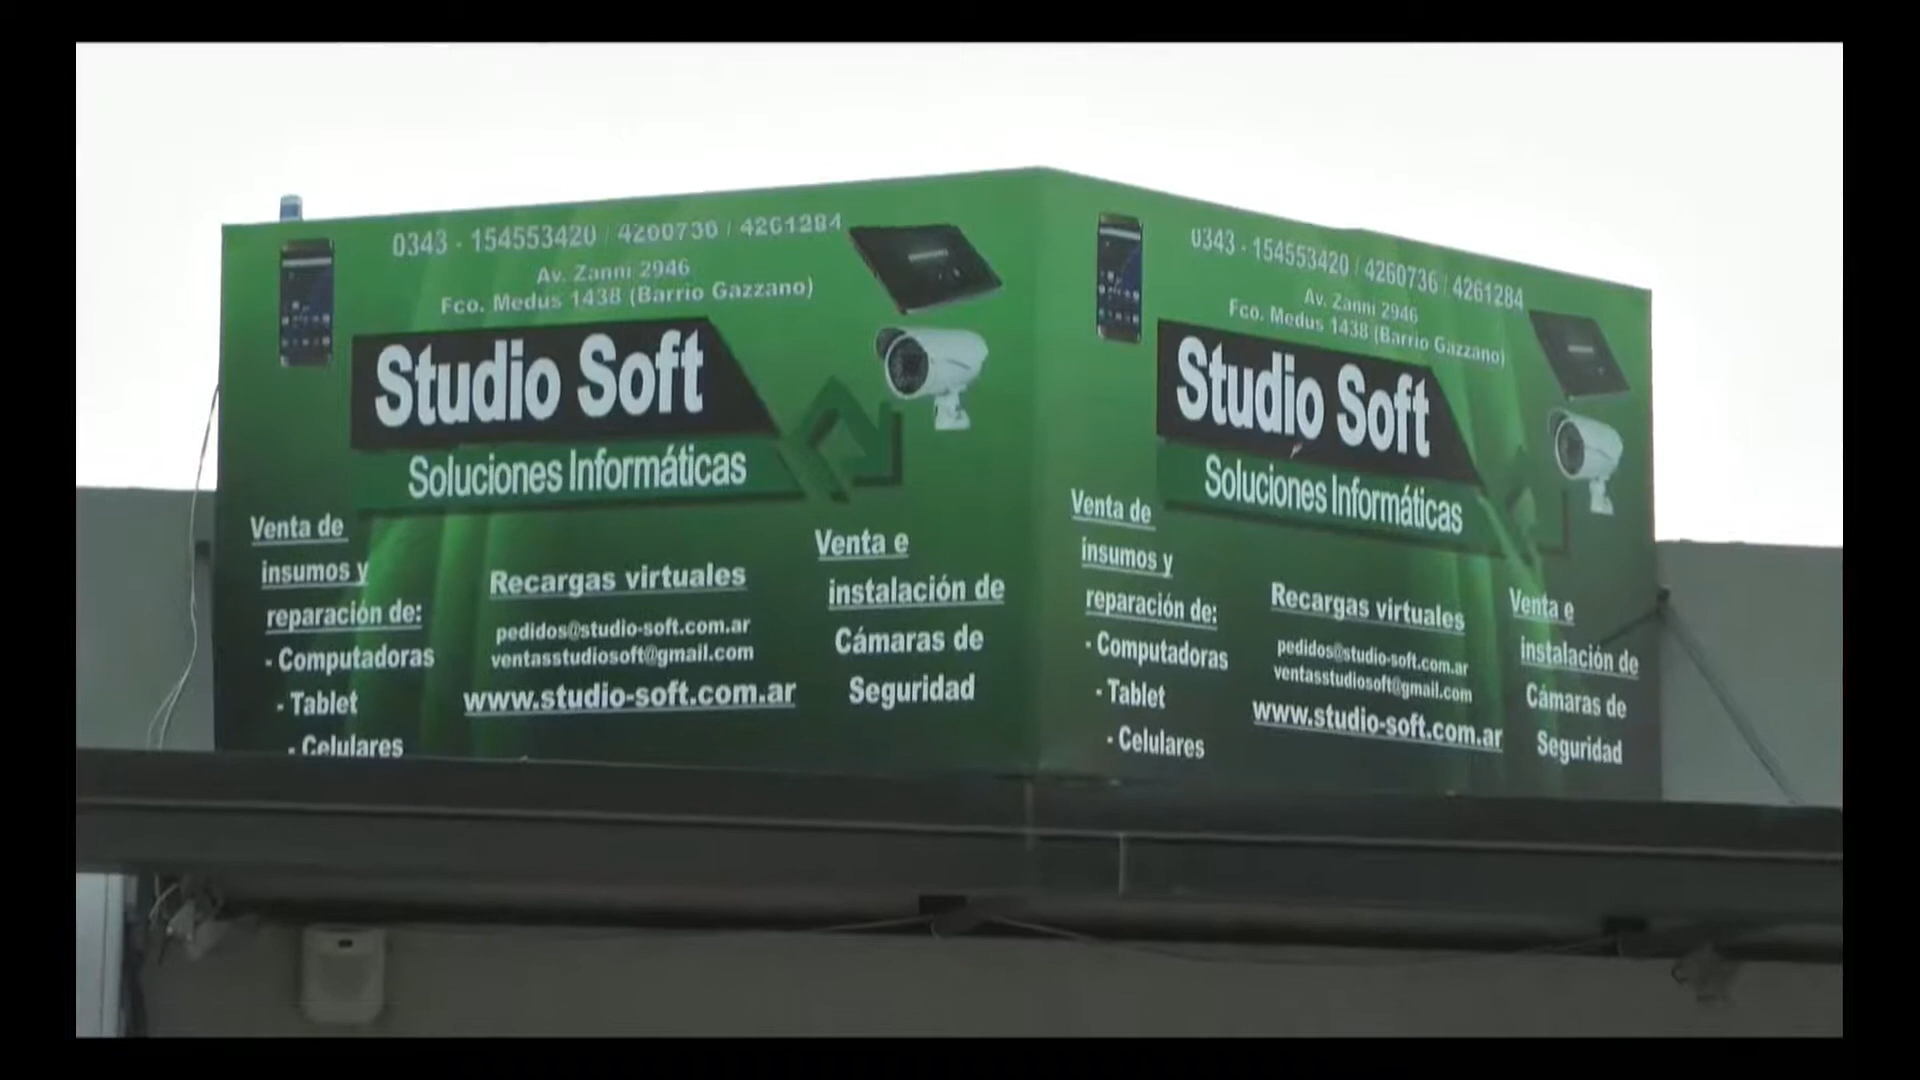 0343 - 154553420 / 4260736 / 4261284
Av. Zanni 2946
Fco. Medus 1438 (Barrio Gazzano)
Studio Soft
Soluciones Informáticas
Venta de
insumos y
reparación de:
- Computadoras
- Tablet
- Celulares
Recargas virtuales
pedidos@studio-soft.com.ar
ventasstudiosoft@gmail.com
www.studio-soft.com.ar
Venta e
instalación de
Cámaras de
Seguridad
0343 - 154553420 / 4260736 / 4261284
Av. Zanni 2946
Fco. Medus 1438 (Barrio Gazzano)
Studio Soft
Soluciones Informáticas
Venta de
insumos y
reparación de:
- Computadoras
- Tablet
- Celulares
Recargas virtuales
pedidos@studio-soft.com.ar
ventasstudiosoft@gmail.com
www.studio-soft.com.ar
Venta e
instalación de
Cámaras de
Seguridad